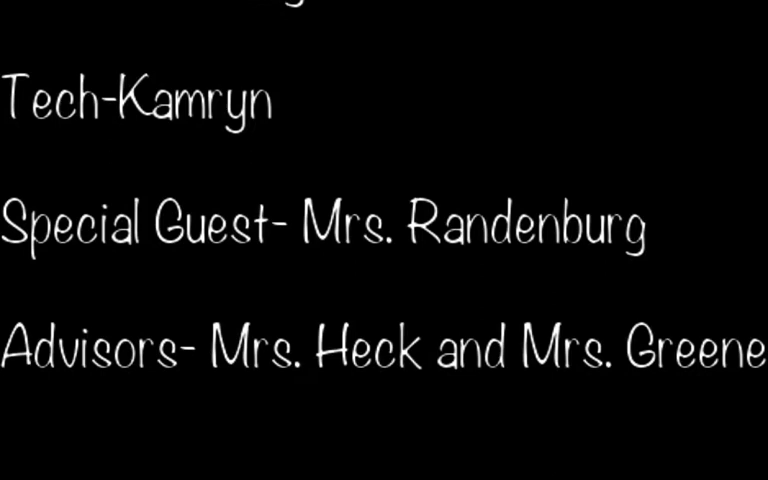 Tech-Kamryn
Special Guest- Mrs. Randenburg
Advisors- Mrs. Heck and Mrs. Greene